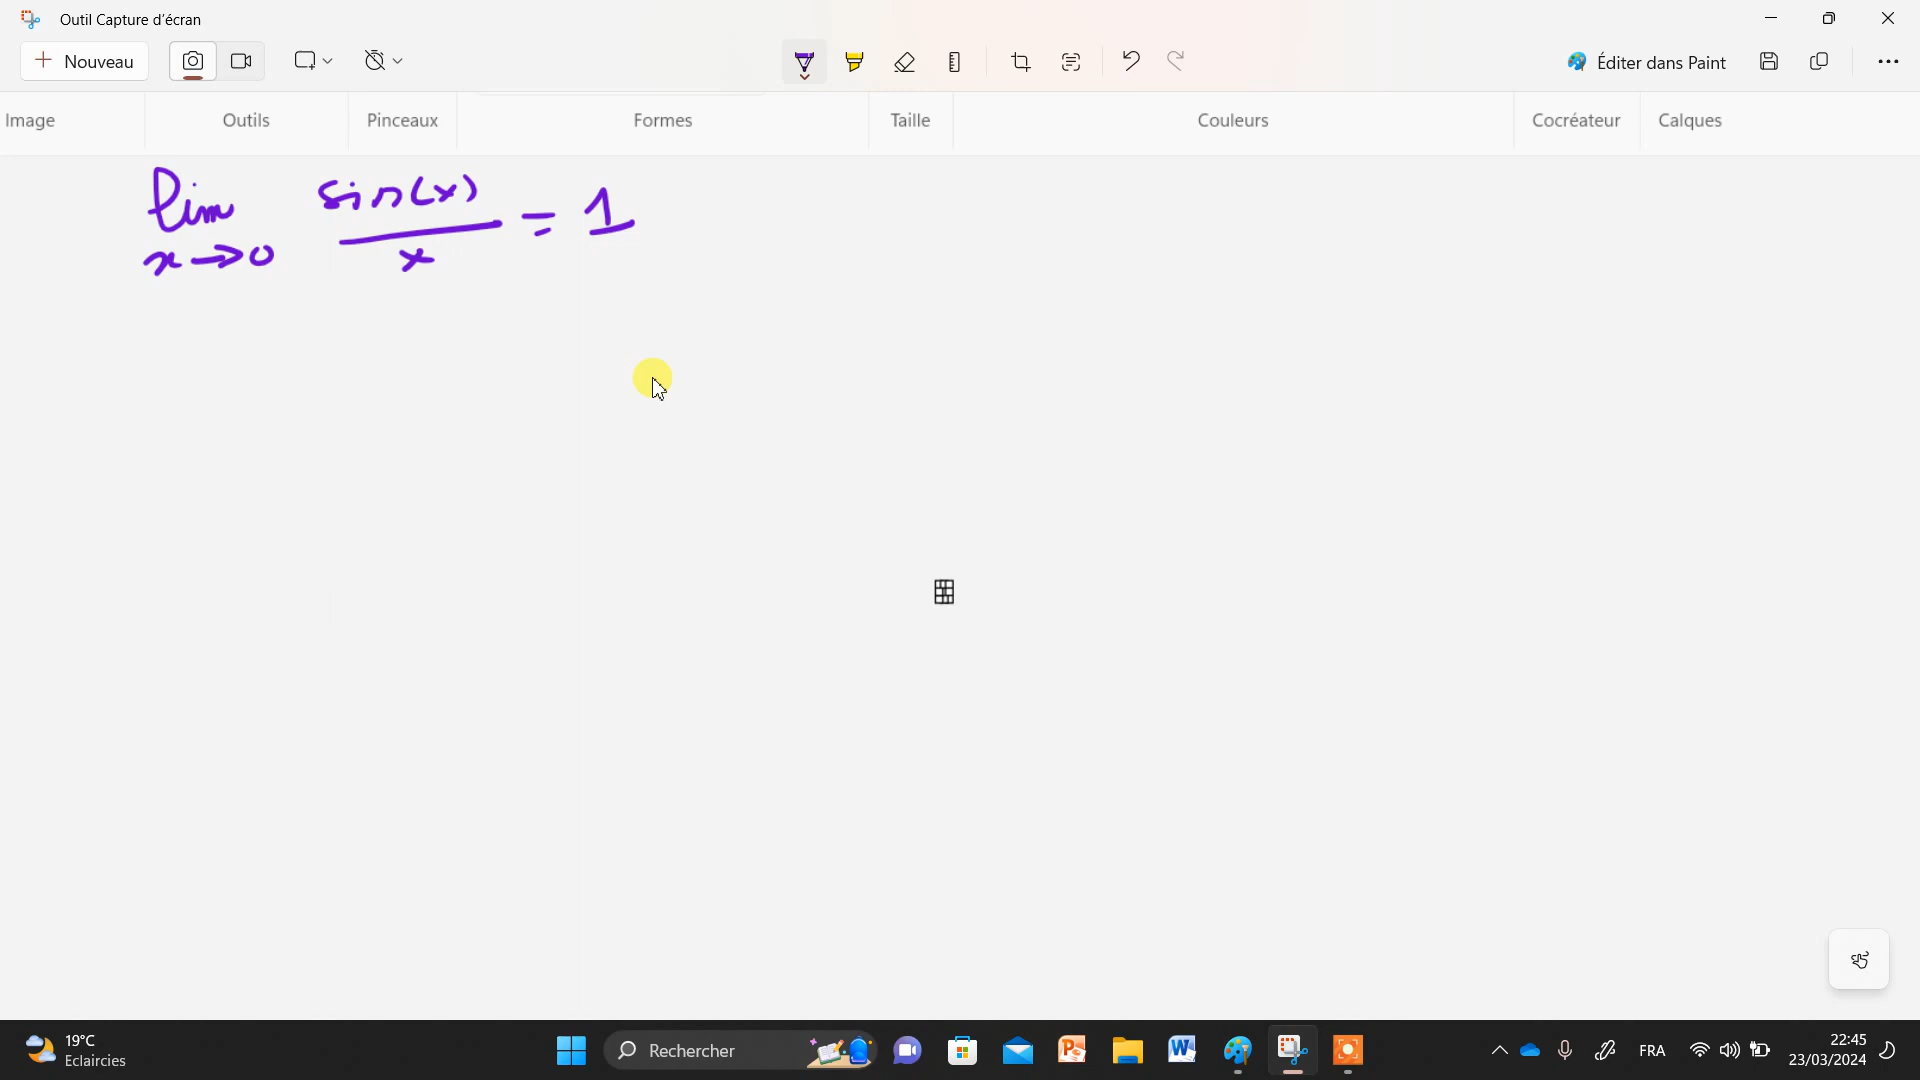 Outil Capture d'écran
Nouveau
Éditer dans Paint
Image Outils Pinceaux Formes Taille Couleurs Cocréateur Calques
lim sin(x)/x = 1
x→0
19°C
Eclaircies
Rechercher
FRA
22:45
23/03/2024